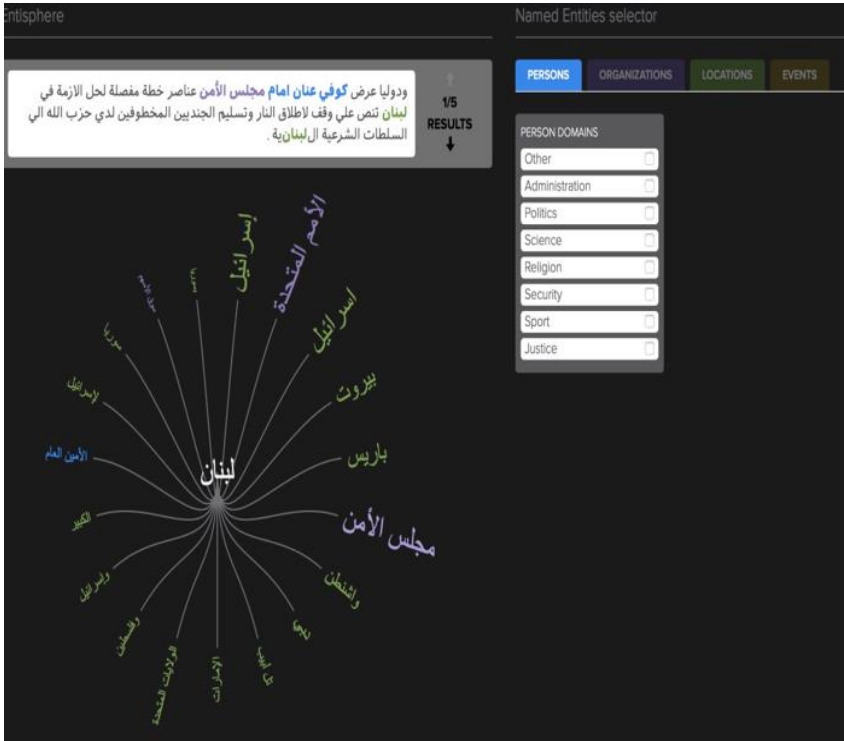 Entisphere
Named Entities selector
ودوليا عرض كوفي عنان امام مجلس الأمن عناصر خطة مفصلة لحل الازمة في
لبنان تنص علي وقف لاطلاق النار وتسليم الجنديين المخطوفين لدي حزب الله الي
السلطات الشرعية اللبنانية .
1/5
RESULTS
PERSONS
ORGANIZATIONS
LOCATIONS
EVENTS
PERSON DOMAINS
Other
Administration
Politics
Science
Religion
Security
Sport
Justice
لبنان
إسرائيل
الأمم المتحدة
اسرائيل
بيروت
باريس
مجلس الأمن
واشنطن
تل أبيب
الإمارات
الولايات المتحدة
وفلسطين
وإسرائيل
الكبير
الأمين العام
لإسرائيل
سوريا